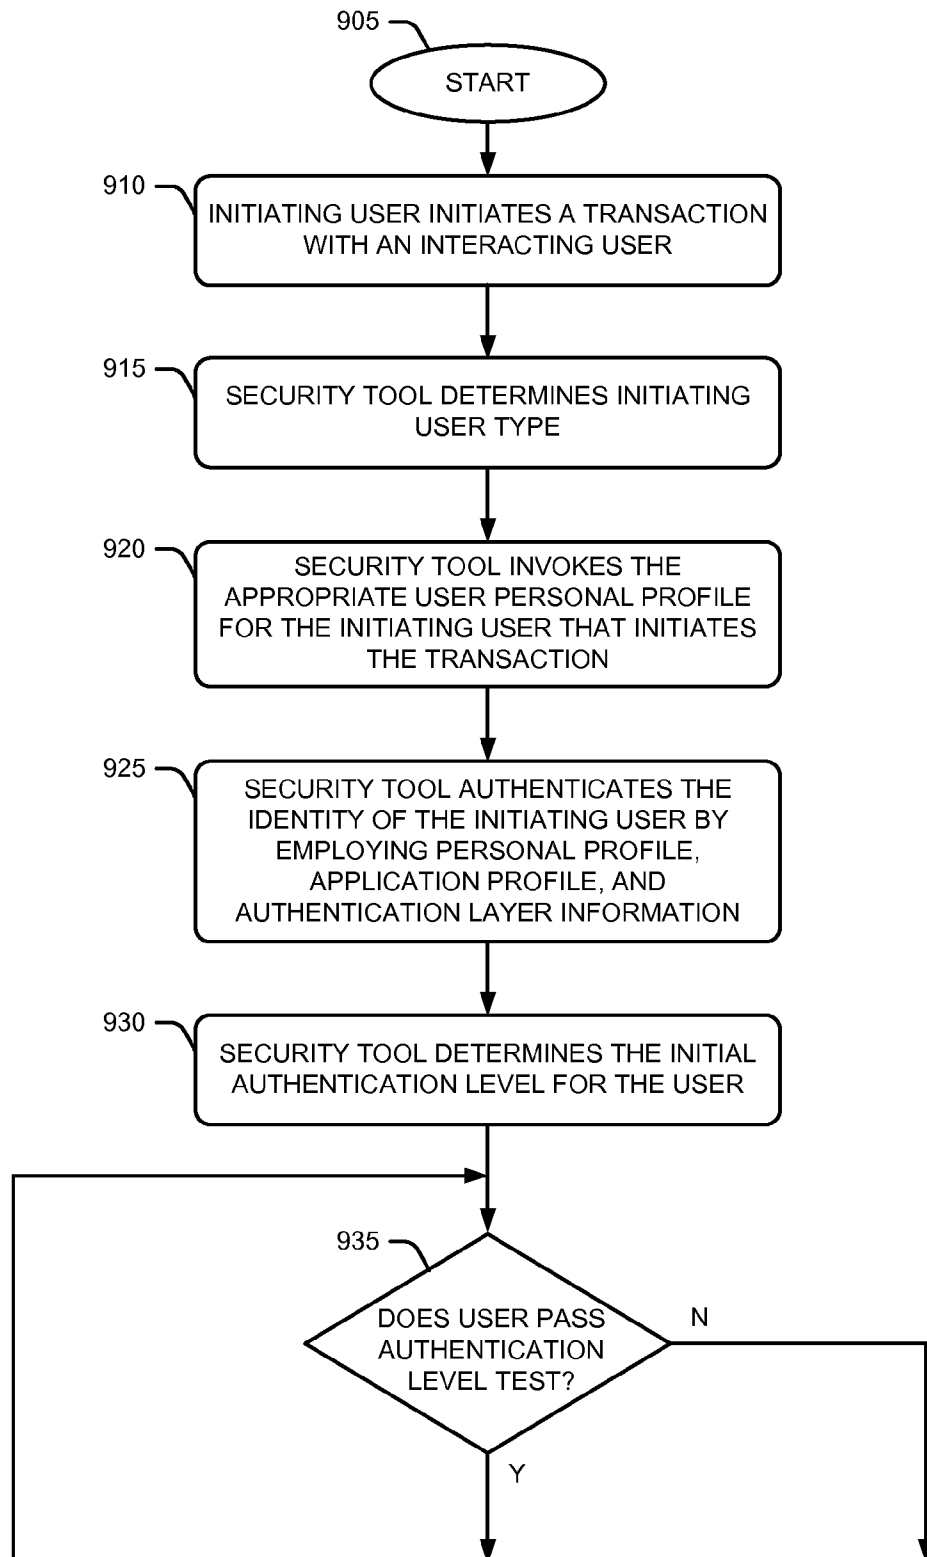 905
START
910
INITIATING USER INITIATES A TRANSACTION
WITH AN INTERACTING USER
915
SECURITY TOOL DETERMINES INITIATING
USER TYPE
920
SECURITY TOOL INVOKES THE
APPROPRIATE USER PERSONAL PROFILE
FOR THE INITIATING USER THAT INITIATES
THE TRANSACTION
925
SECURITY TOOL AUTHENTICATES THE
IDENTITY OF THE INITIATING USER BY
EMPLOYING PERSONAL PROFILE,
APPLICATION PROFILE, AND
AUTHENTICATION LAYER INFORMATION
930
SECURITY TOOL DETERMINES THE INITIAL
AUTHENTICATION LEVEL FOR THE USER
935
DOES USER PASS
AUTHENTICATION
LEVEL TEST?
N
Y